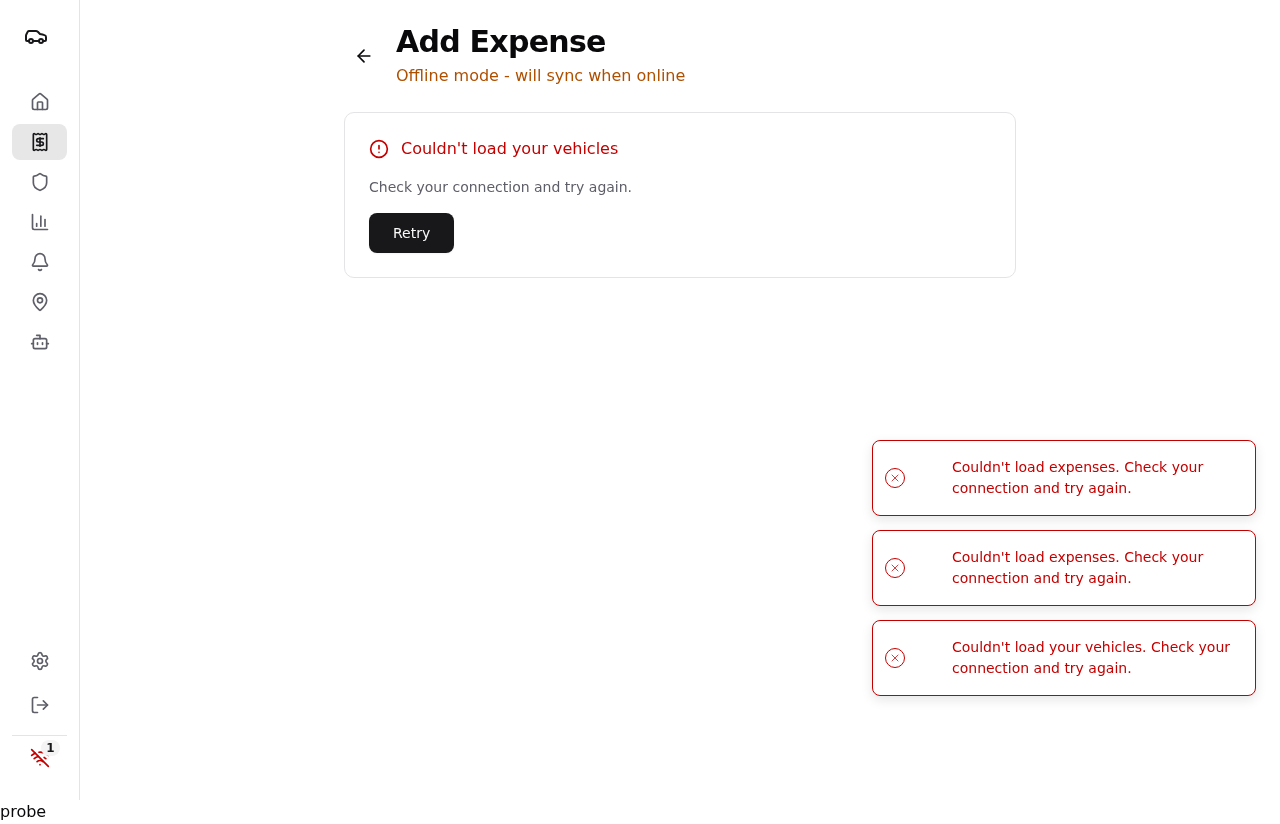 Add Expense
Offline mode - will sync when online
Couldn't load your vehicles
Check your connection and try again.
Retry
Couldn't load expenses. Check your
connection and try again.
Couldn't load expenses. Check your
connection and try again.
Couldn't load your vehicles. Check your
connection and try again.
1
probe